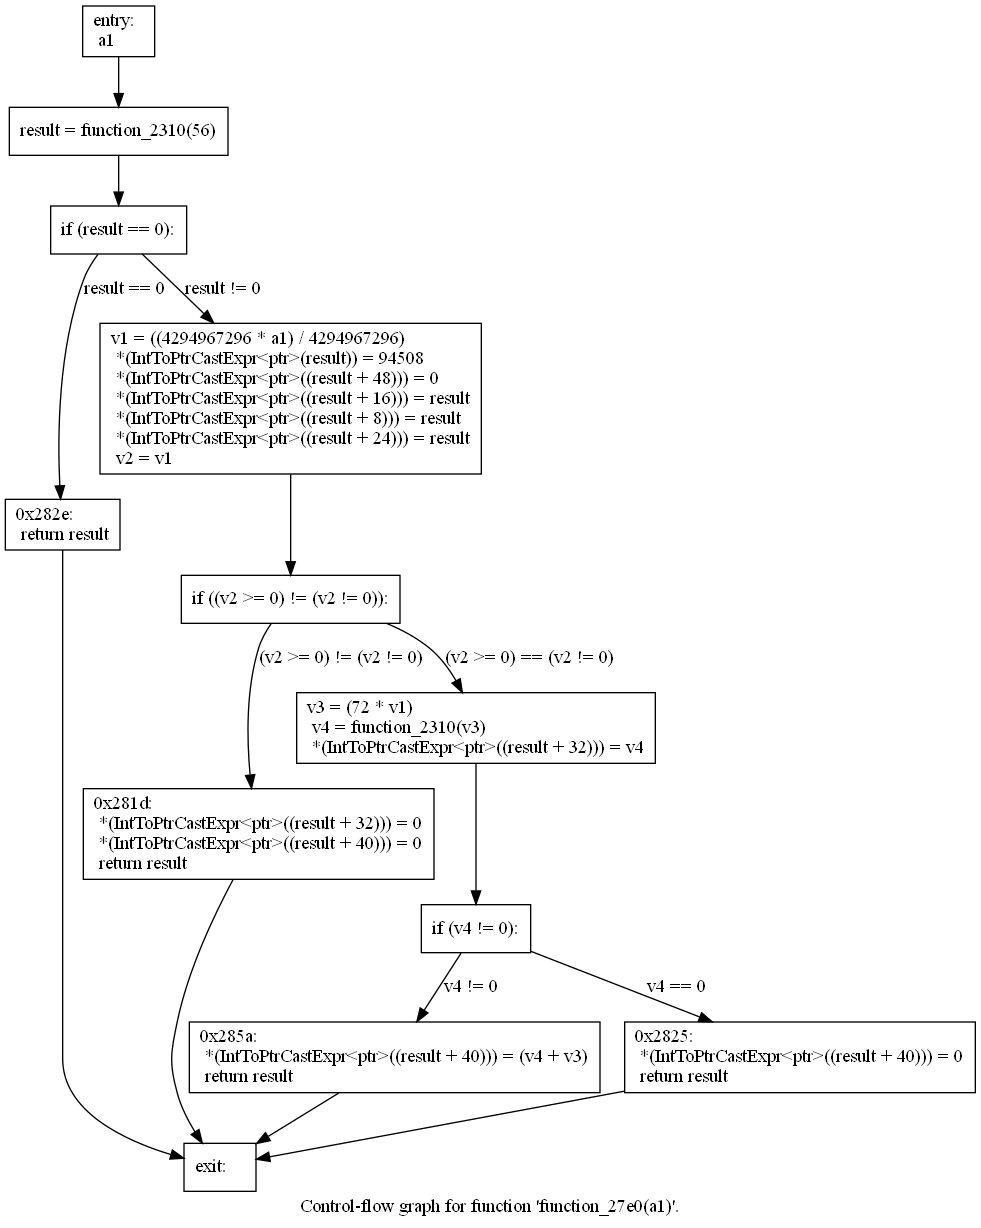 entry:
a1
result = function_2310(56)
if (result == 0):
result == 0
result != 0
v1 = ((4294967296 * a1) / 4294967296)
*(IntToPtrCastExpr<ptr>(result)) = 94508
*(IntToPtrCastExpr<ptr>((result + 48))) = 0
*(IntToPtrCastExpr<ptr>((result + 16))) = result
*(IntToPtrCastExpr<ptr>((result + 8))) = result
*(IntToPtrCastExpr<ptr>((result + 24))) = result
v2 = v1
0x282e:
return result
if ((v2 >= 0) != (v2 != 0)):
(v2 >= 0) != (v2 != 0)
(v2 >= 0) == (v2 != 0)
v3 = (72 * v1)
v4 = function_2310(v3)
*(IntToPtrCastExpr<ptr>((result + 32))) = v4
0x281d:
*(IntToPtrCastExpr<ptr>((result + 32))) = 0
*(IntToPtrCastExpr<ptr>((result + 40))) = 0
return result
if (v4 != 0):
v4 != 0
v4 == 0
0x285a:
*(IntToPtrCastExpr<ptr>((result + 40))) = (v4 + v3)
return result
0x2825:
*(IntToPtrCastExpr<ptr>((result + 40))) = 0
return result
exit:
Control-flow graph for function 'function_27e0(a1)'.